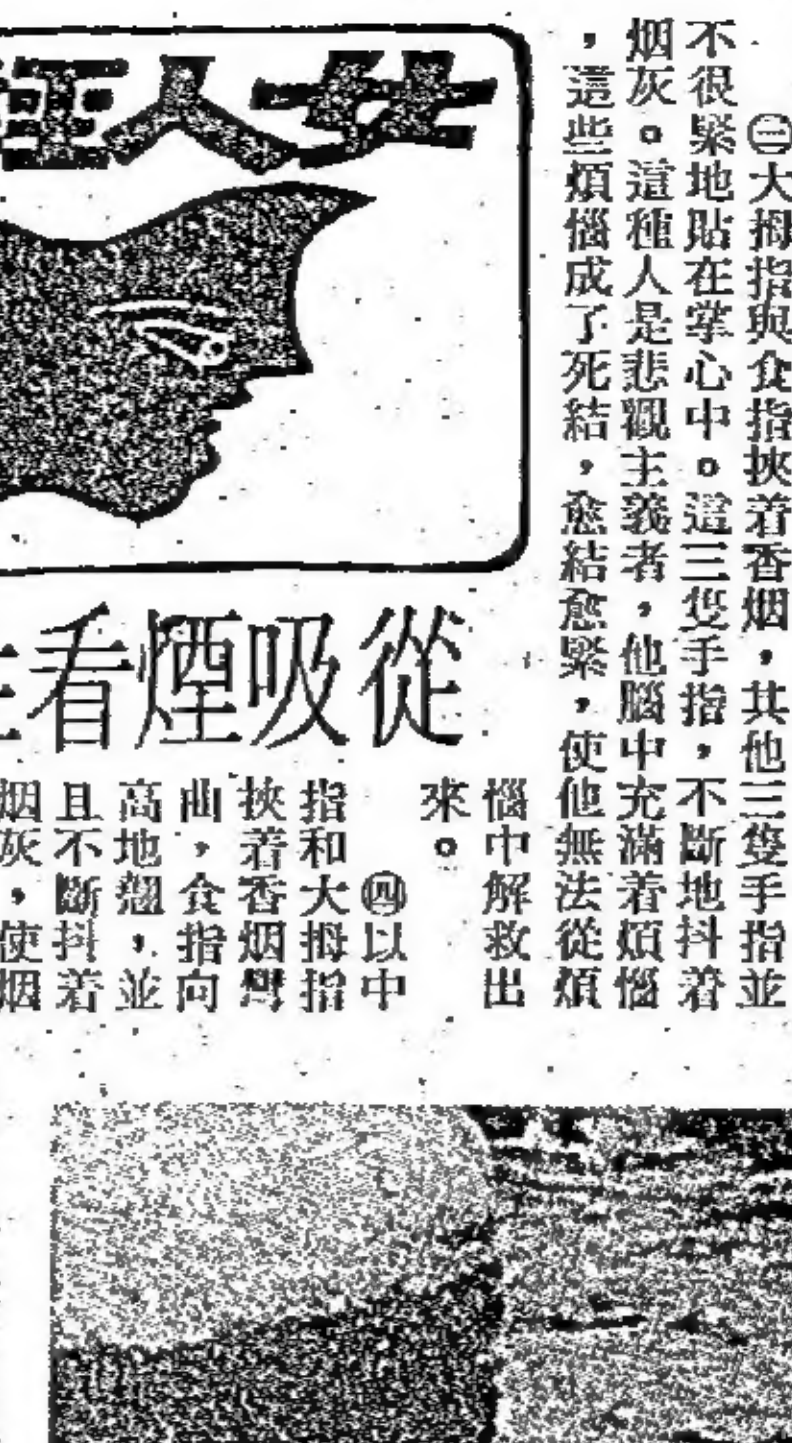 ㊂大拇指與食指挾着香烟，其他三隻手指並
不很緊地貼在掌心中。這三隻手指，不斷地抖着
烟灰。這種人是悲觀主義者，他腦中充滿着煩惱
，這些煩惱成了死結，愈結愈緊，使他無法從煩
惱中解救出
來。
㊃以中
指和大拇指
挾着香烟彎
曲，食指向
高地翹，並
且不斷抖着
烟灰，使烟
從吸煙看
女人